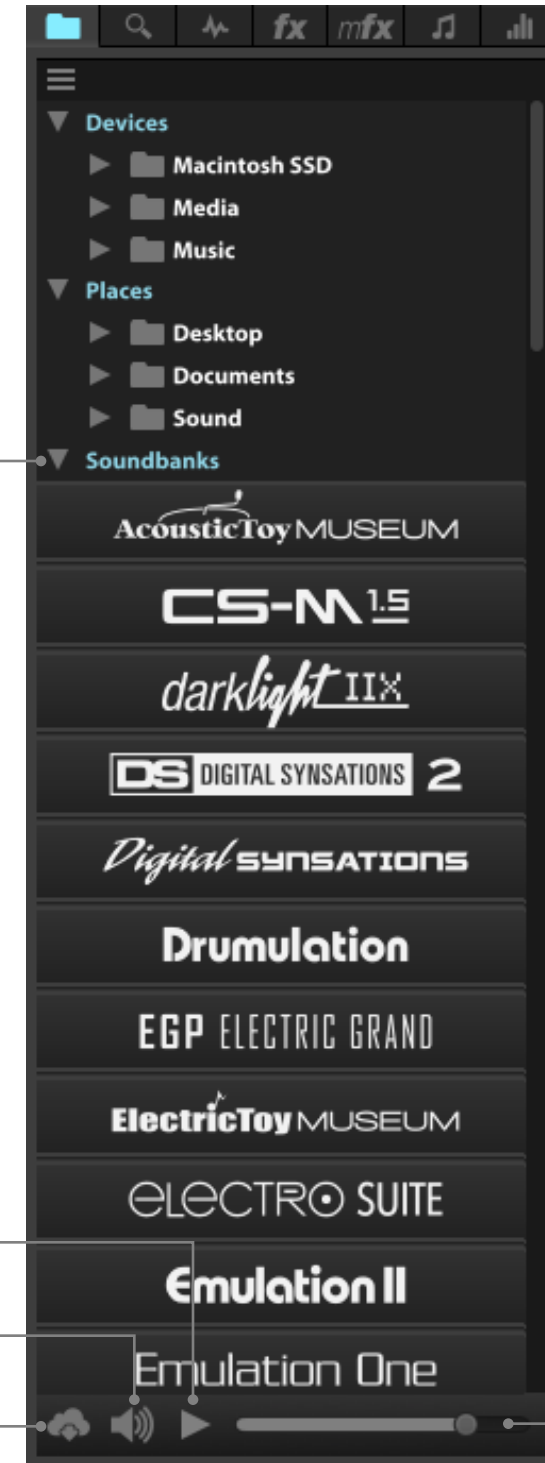 fx mfx
Devices
Macintosh SSD
Media
Music
Places
Desktop
Documents
Sound
Soundbanks
AcousticToy MUSEUM
CS-M 1.5
darklight IIX
DS DIGITAL SYNSATIONS 2
Digital SYNSATIONS
Drumulation
EGP ELECTRIC GRAND
ElectricToy MUSEUM
eLeCTRO SUITE
Emulation II
Emulation One